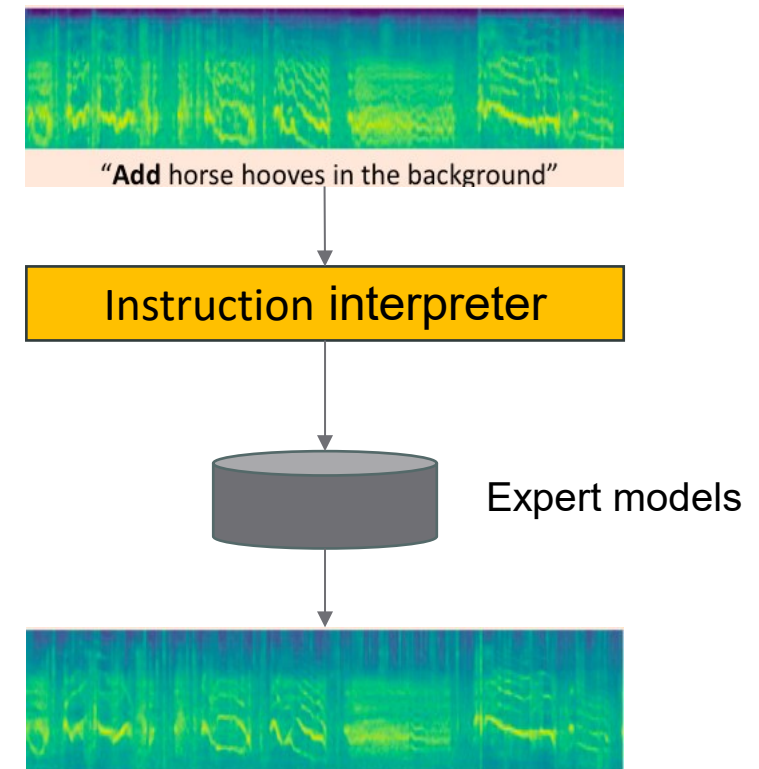 “Add horse hooves in the background”
Instruction interpreter
Expert models